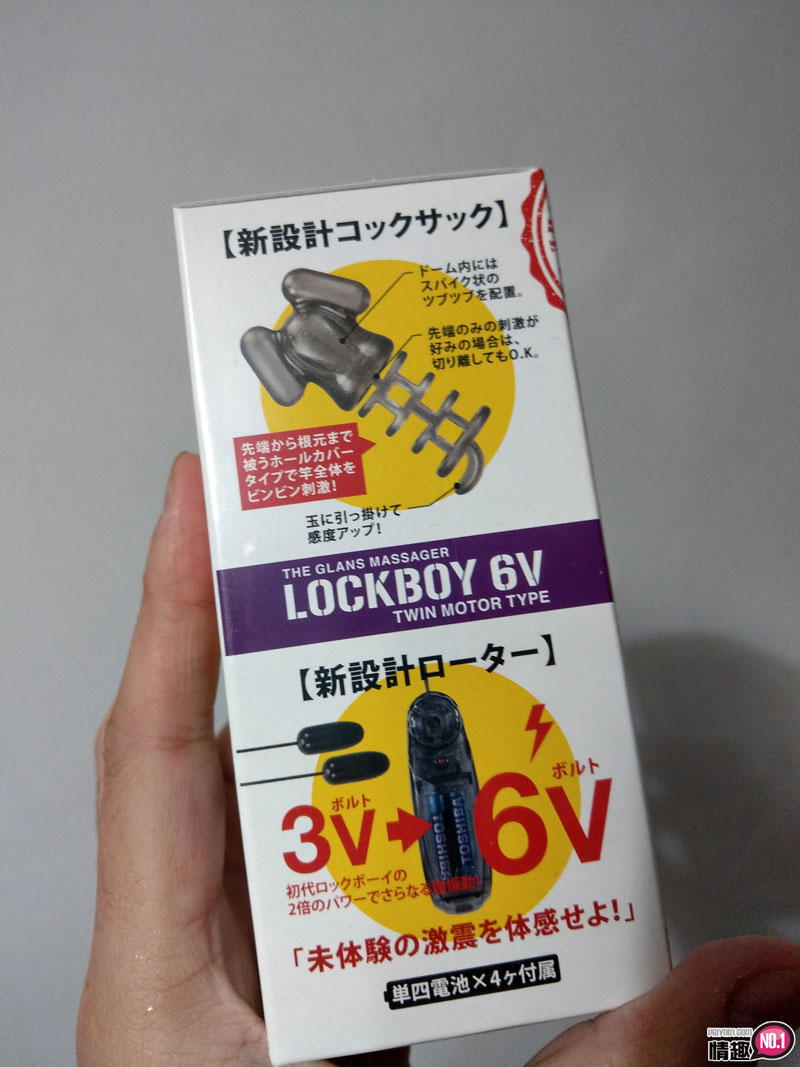 【新設計コックサック】
ドーム内には
スパイク状の
ツブツブを配置。
先端のみの刺激が
好みの場合は、
切り離してもO.K。
先端から根元まで
被うホールカバー
タイプで竿全体を
ビンビン刺激!
玉に引っ掛けて
感度アップ!
THE GLANS MASSAGER
LOCKBOY 6V
TWIN MOTOR TYPE
【新設計ローター】
ボルト
3V
ボルト
6V
TOSHIBA
TOSHIBA
初代ロックボーイの
2倍のパワーでさらなる振動!
「未体験の激震を体感せよ!」
単四電池×4ヶ付属
playno1.com
情趣 NO.1